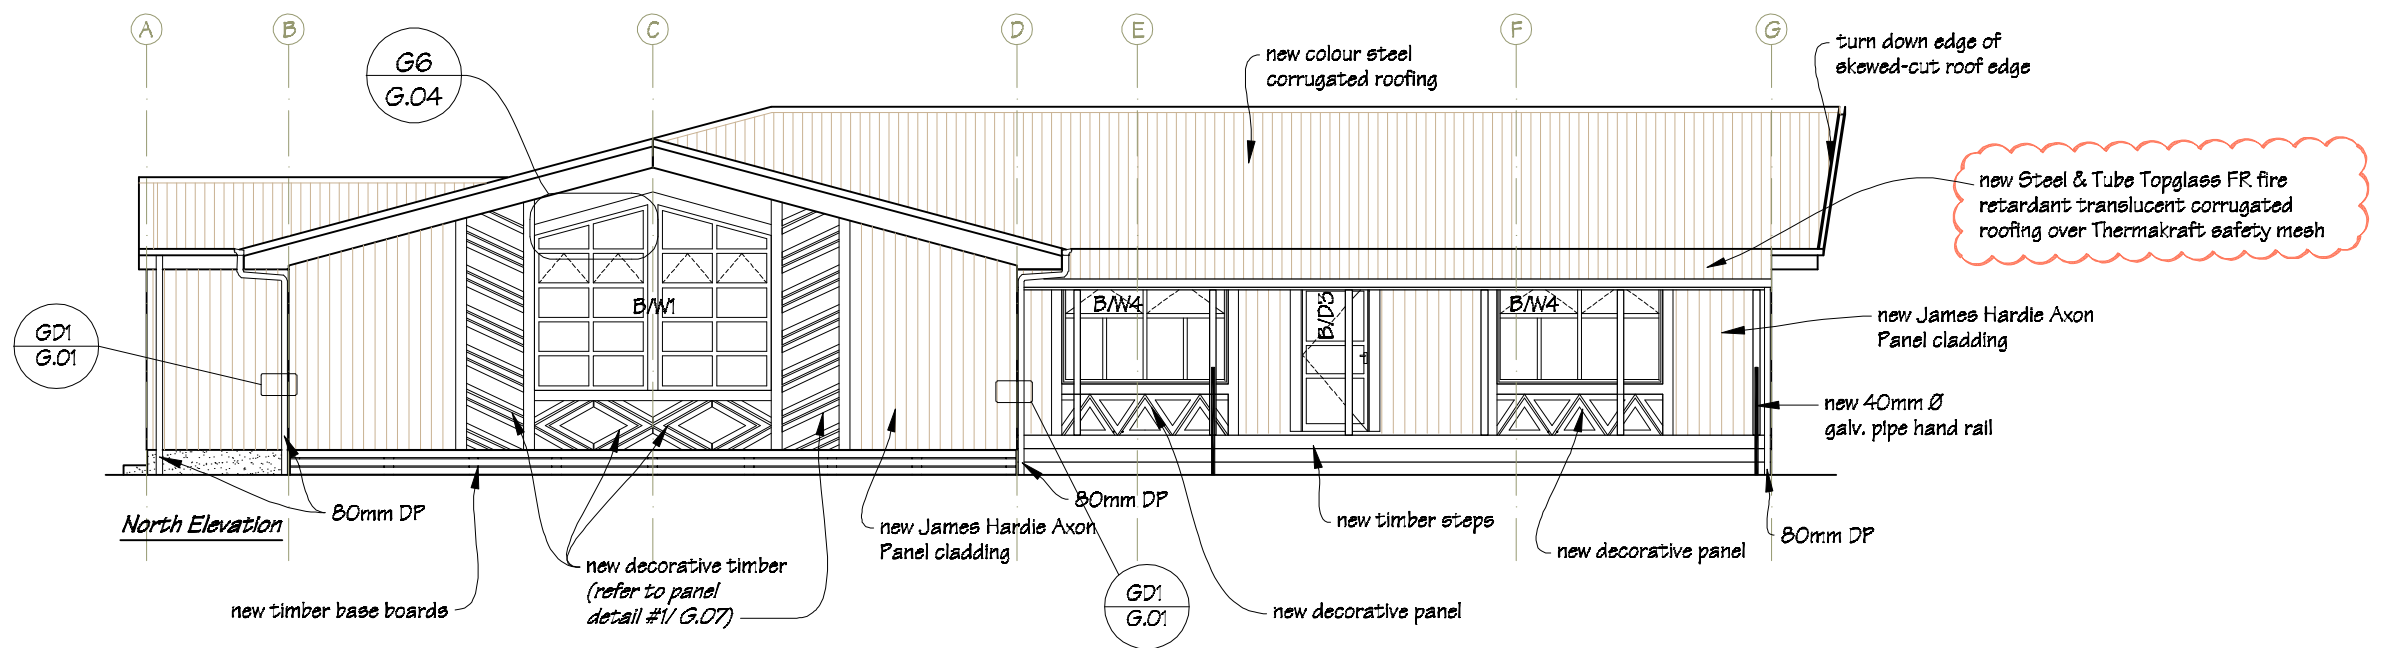 A
B
C
D
E
F
G
G6
G.04
new colour steel
corrugated roofing
turn down edge of
skewed-cut roof edge
new Steel & Tube Topglass FR fire
retardant translucent corrugated
roofing over Thermakraft safety mesh
GD1
G.01
B/W1
B/W4
B/D3
B/W4
new James Hardie Axon
Panel cladding
new 40mm Ø
galv. pipe hand rail
North Elevation
80mm DP
80mm DP
new James Hardie Axon
Panel cladding
new timber steps
new decorative panel
80mm DP
new decorative timber
(refer to panel
detail #1/ G.07)
new timber base boards
GD1
G.01
new decorative panel